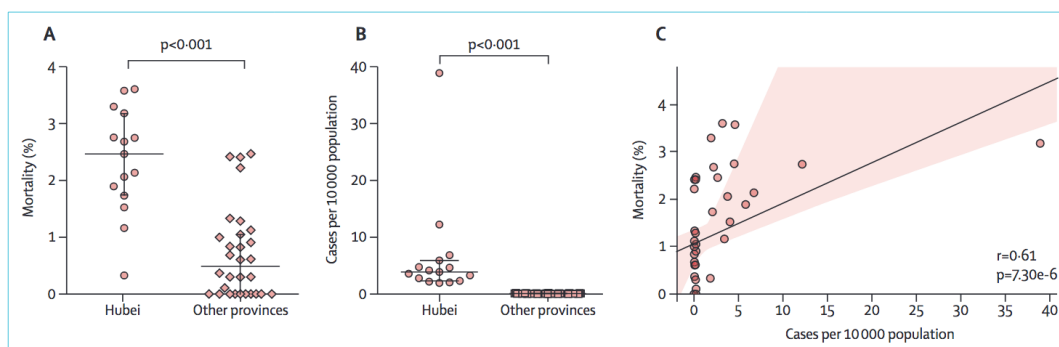 A
p<0·001
4
3
2
1
0
Mortality (%)
Hubei
Other provinces
B
p<0·001
40
30
20
10
0
Cases per 10 000 population
Hubei
Other provinces
C
4
3
2
1
0
Mortality (%)
0
5
10
15
20
25
30
35
40
Cases per 10 000 population
r=0·61
p=7.30e-6